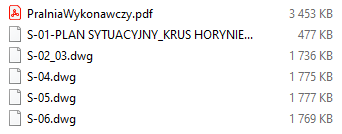 PralniaWykonawczy.pdf 3 453 KB
S-01-PLAN SYTUACYJNY_KRUS HORYNIE... 477 KB
S-02_03.dwg 1 736 KB
S-04.dwg 1 775 KB
S-05.dwg 1 777 KB
S-06.dwg 1 769 KB